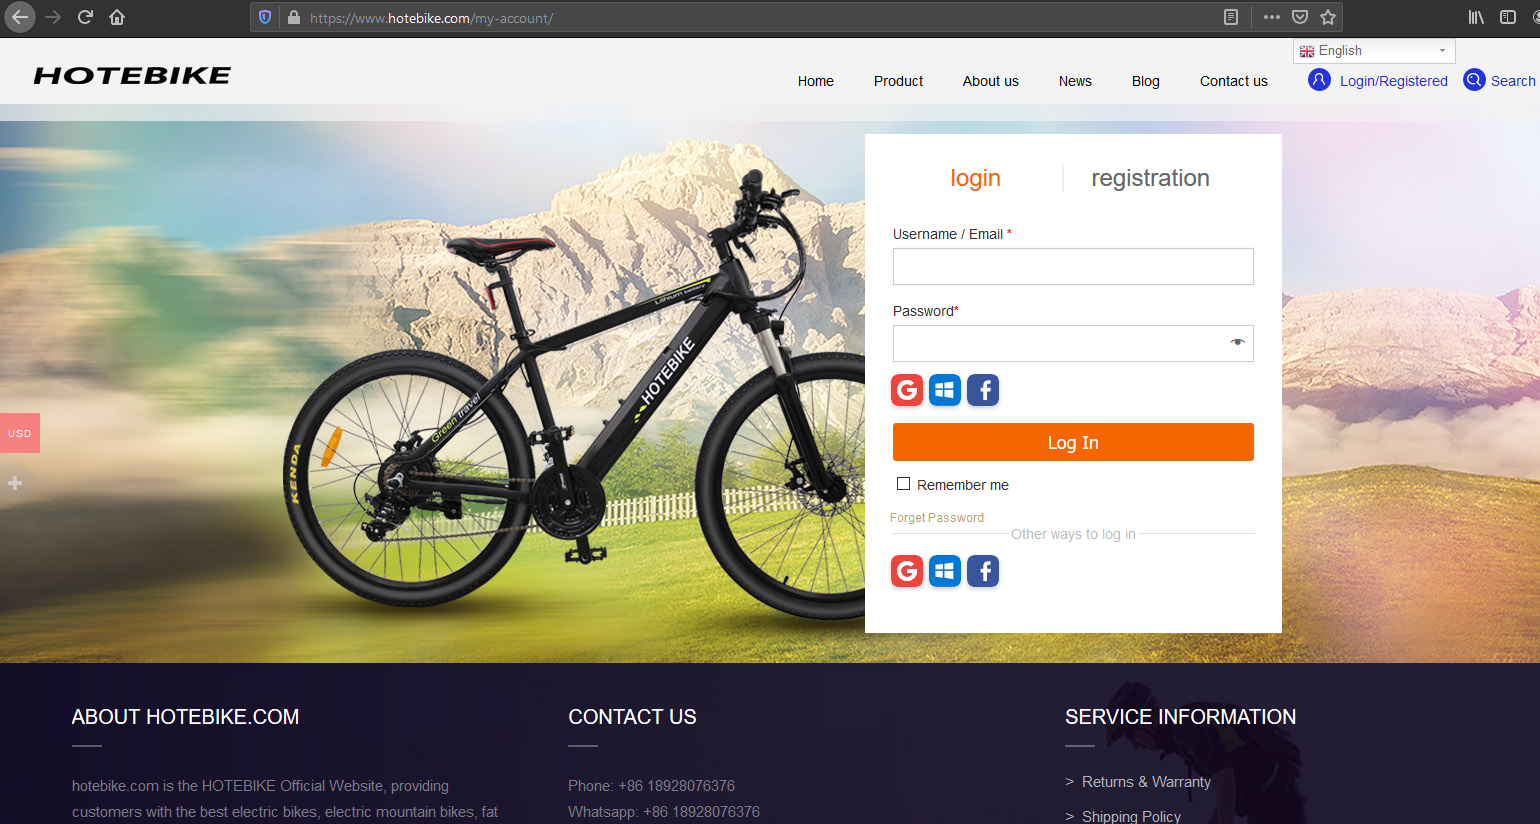 https://www.hotebike.com/my-account/
English
HOTEBIKE
Home
Product
About us
News
Blog
Contact us
Login/Registered
Search
login
registration
Username / Email *
Password*
Log In
Remember me
Forget Password
Other ways to log in
Lithium battery
HOTEBIKE
Green travel
KENDA
USD
ABOUT HOTEBIKE.COM
hotebike.com is the HOTEBIKE Official Website, providing
customers with the best electric bikes, electric mountain bikes, fat
CONTACT US
Phone: +86 18928076376
Whatsapp: +86 18928076376
SERVICE INFORMATION
> Returns & Warranty
> Shipping Policy